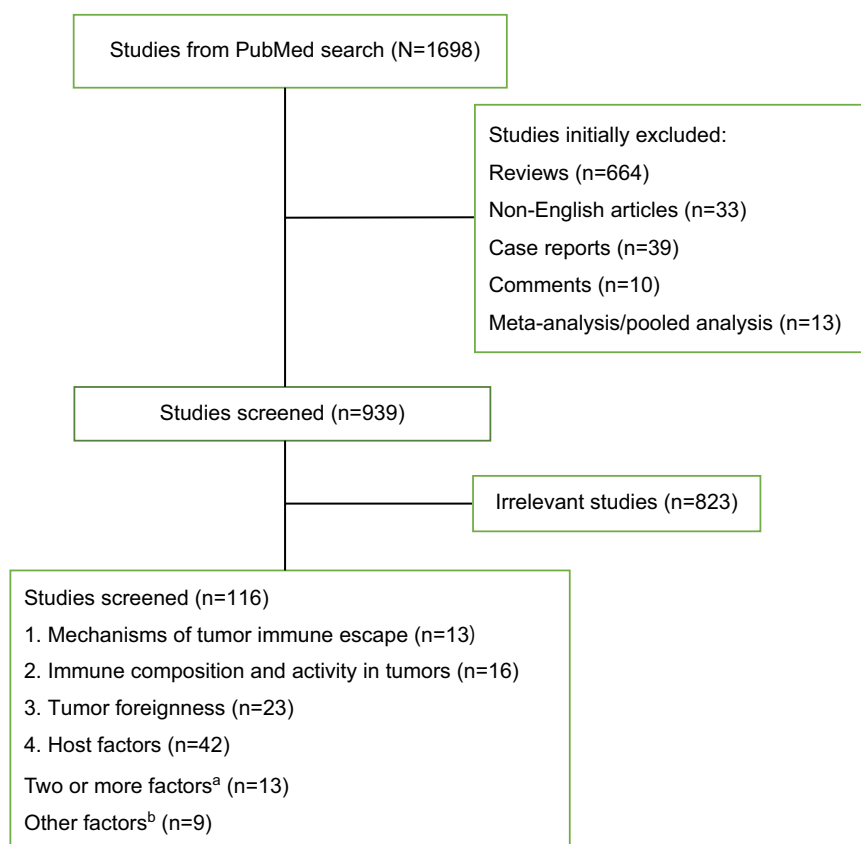 Studies from PubMed search (N=1698)
Studies initially excluded:
Reviews (n=664)
Non-English articles (n=33)
Case reports (n=39)
Comments (n=10)
Meta-analysis/pooled analysis (n=13)
Studies screened (n=939)
Irrelevant studies (n=823)
Studies screened (n=116)
1. Mechanisms of tumor immune escape (n=13)
2. Immune composition and activity in tumors (n=16)
3. Tumor foreignness (n=23)
4. Host factors (n=42)
Two or more factorsᵃ (n=13)
Other factorsᵇ (n=9)